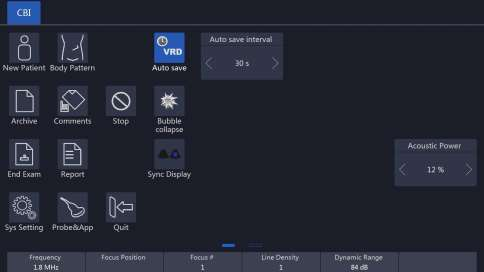 CBI
VRD
Auto save interval
30 s
New Patient
Body Pattern
Auto save
Archive
Comments
Stop
Bubble
collapse
Acoustic Power
12 %
End Exam
Report
Sync Display
Sys Setting
Probe&App
Quit
Frequency
1.8 MHz
Focus Position
Focus #
1
Line Density
1
Dynamic Range
84 dB